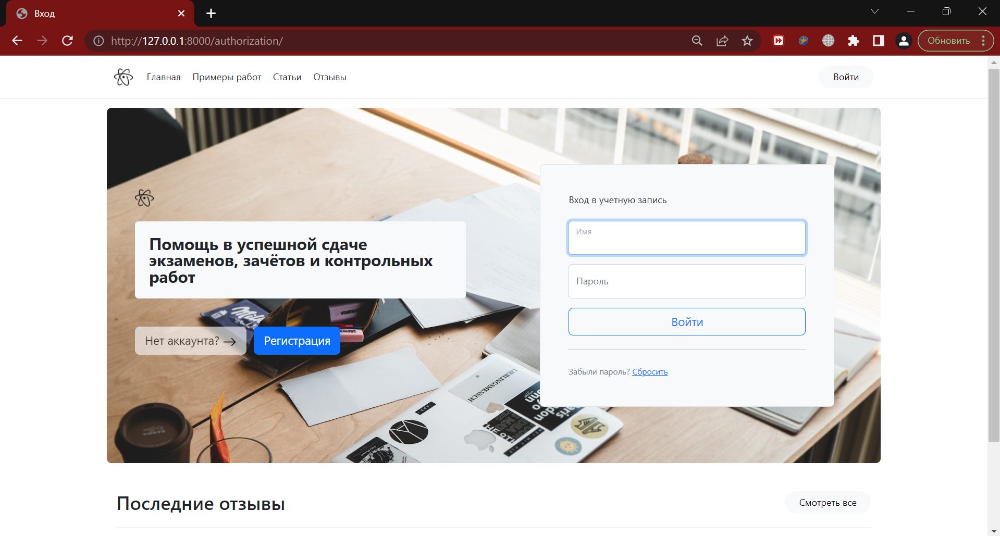 Вход
http://127.0.0.1:8000/authorization/
Обновить
Главная Примеры работ Статьи Отзывы
Войти
Помощь в успешной сдаче
экзаменов, зачётов и контрольных
работ
Нет аккаунта? →
Регистрация
Вход в учетную запись
Имя
Пароль
Войти
Забыли пароль? Сбросить
LIEBLINGSMENSCH
Последние отзывы
Смотреть все